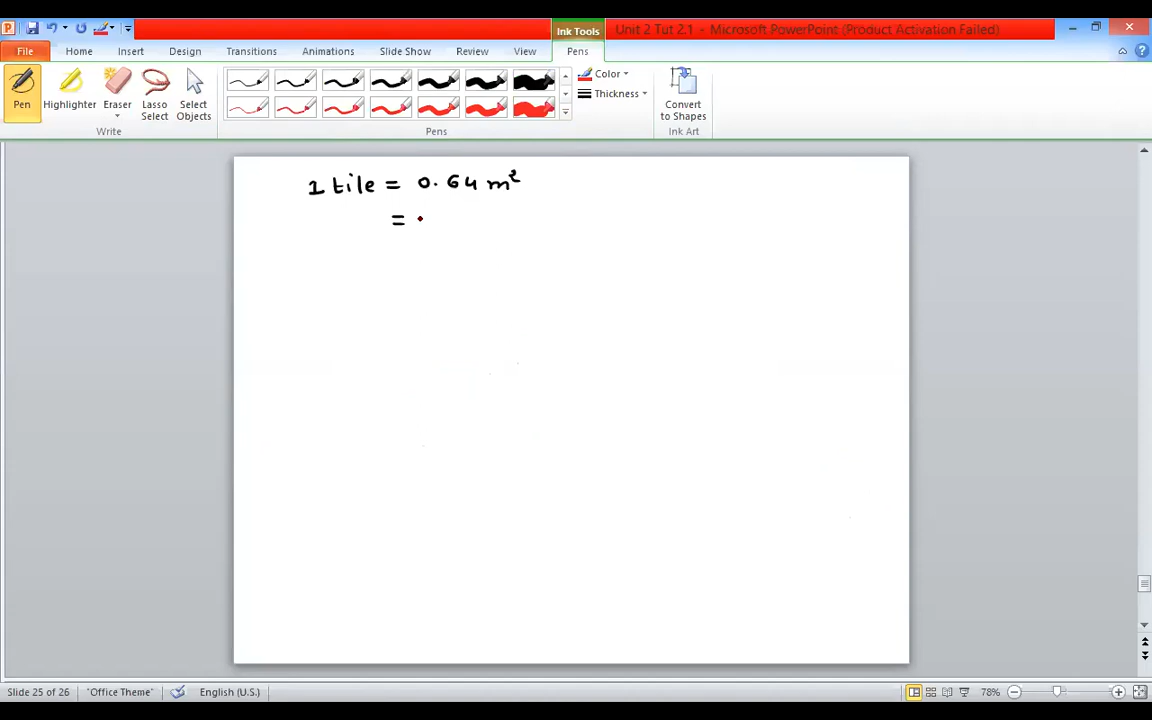 Ink Tools
Unit 2 Tut 2.1 - Microsoft PowerPoint (Product Activation Failed)
File Home Insert Design Transitions Animations Slide Show Review View Pens
Pen Highlighter Eraser Lasso Select Select Objects Color Thickness Convert to Shapes
Write Pens Ink Art
1 tile = 0.64 m²
=
Slide 25 of 26 "Office Theme" English (U.S.) 78%